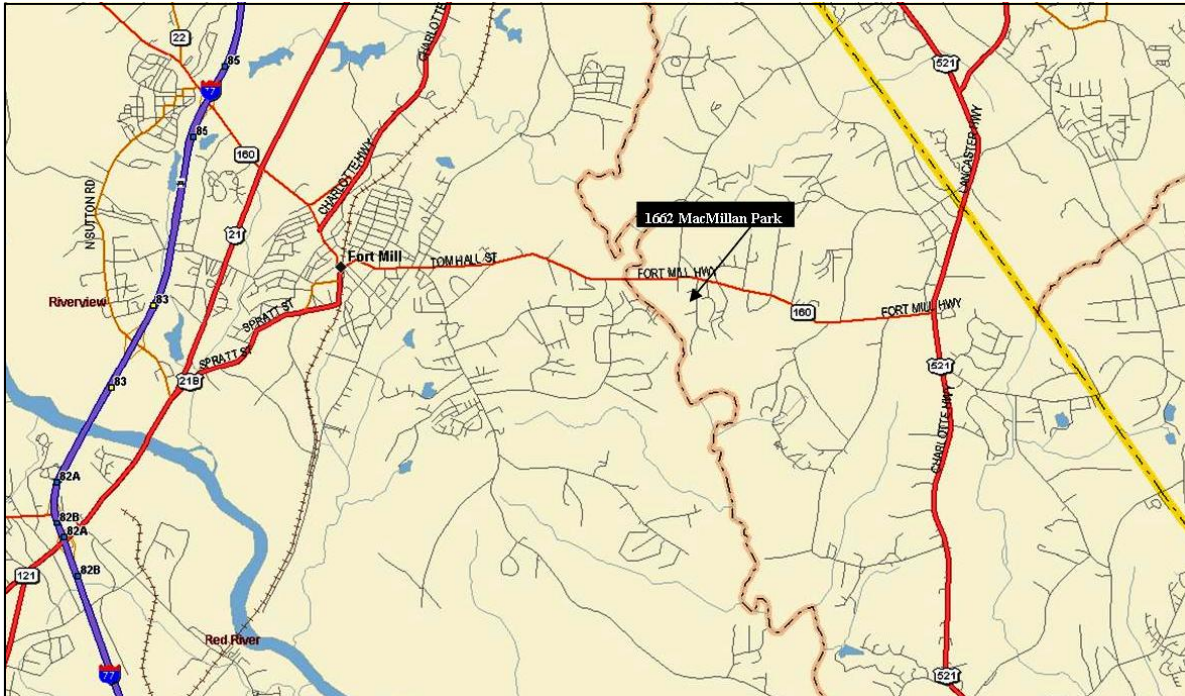 22
85
77
85
160
CHARLOTTE HWY
CHARLOTTE HWY
N SUTTON RD
21
521
LANCASTER HWY
1662 MacMillan Park
Fort Mill
TOM HALL ST
FORT MILL HWY
Riverview
83
160
FORT MILL HWY
SPRATT ST
SPRATT ST
21B
83
521
CHARLOTTE HWY
82A
82B
82A
121
82B
Red River
77
521